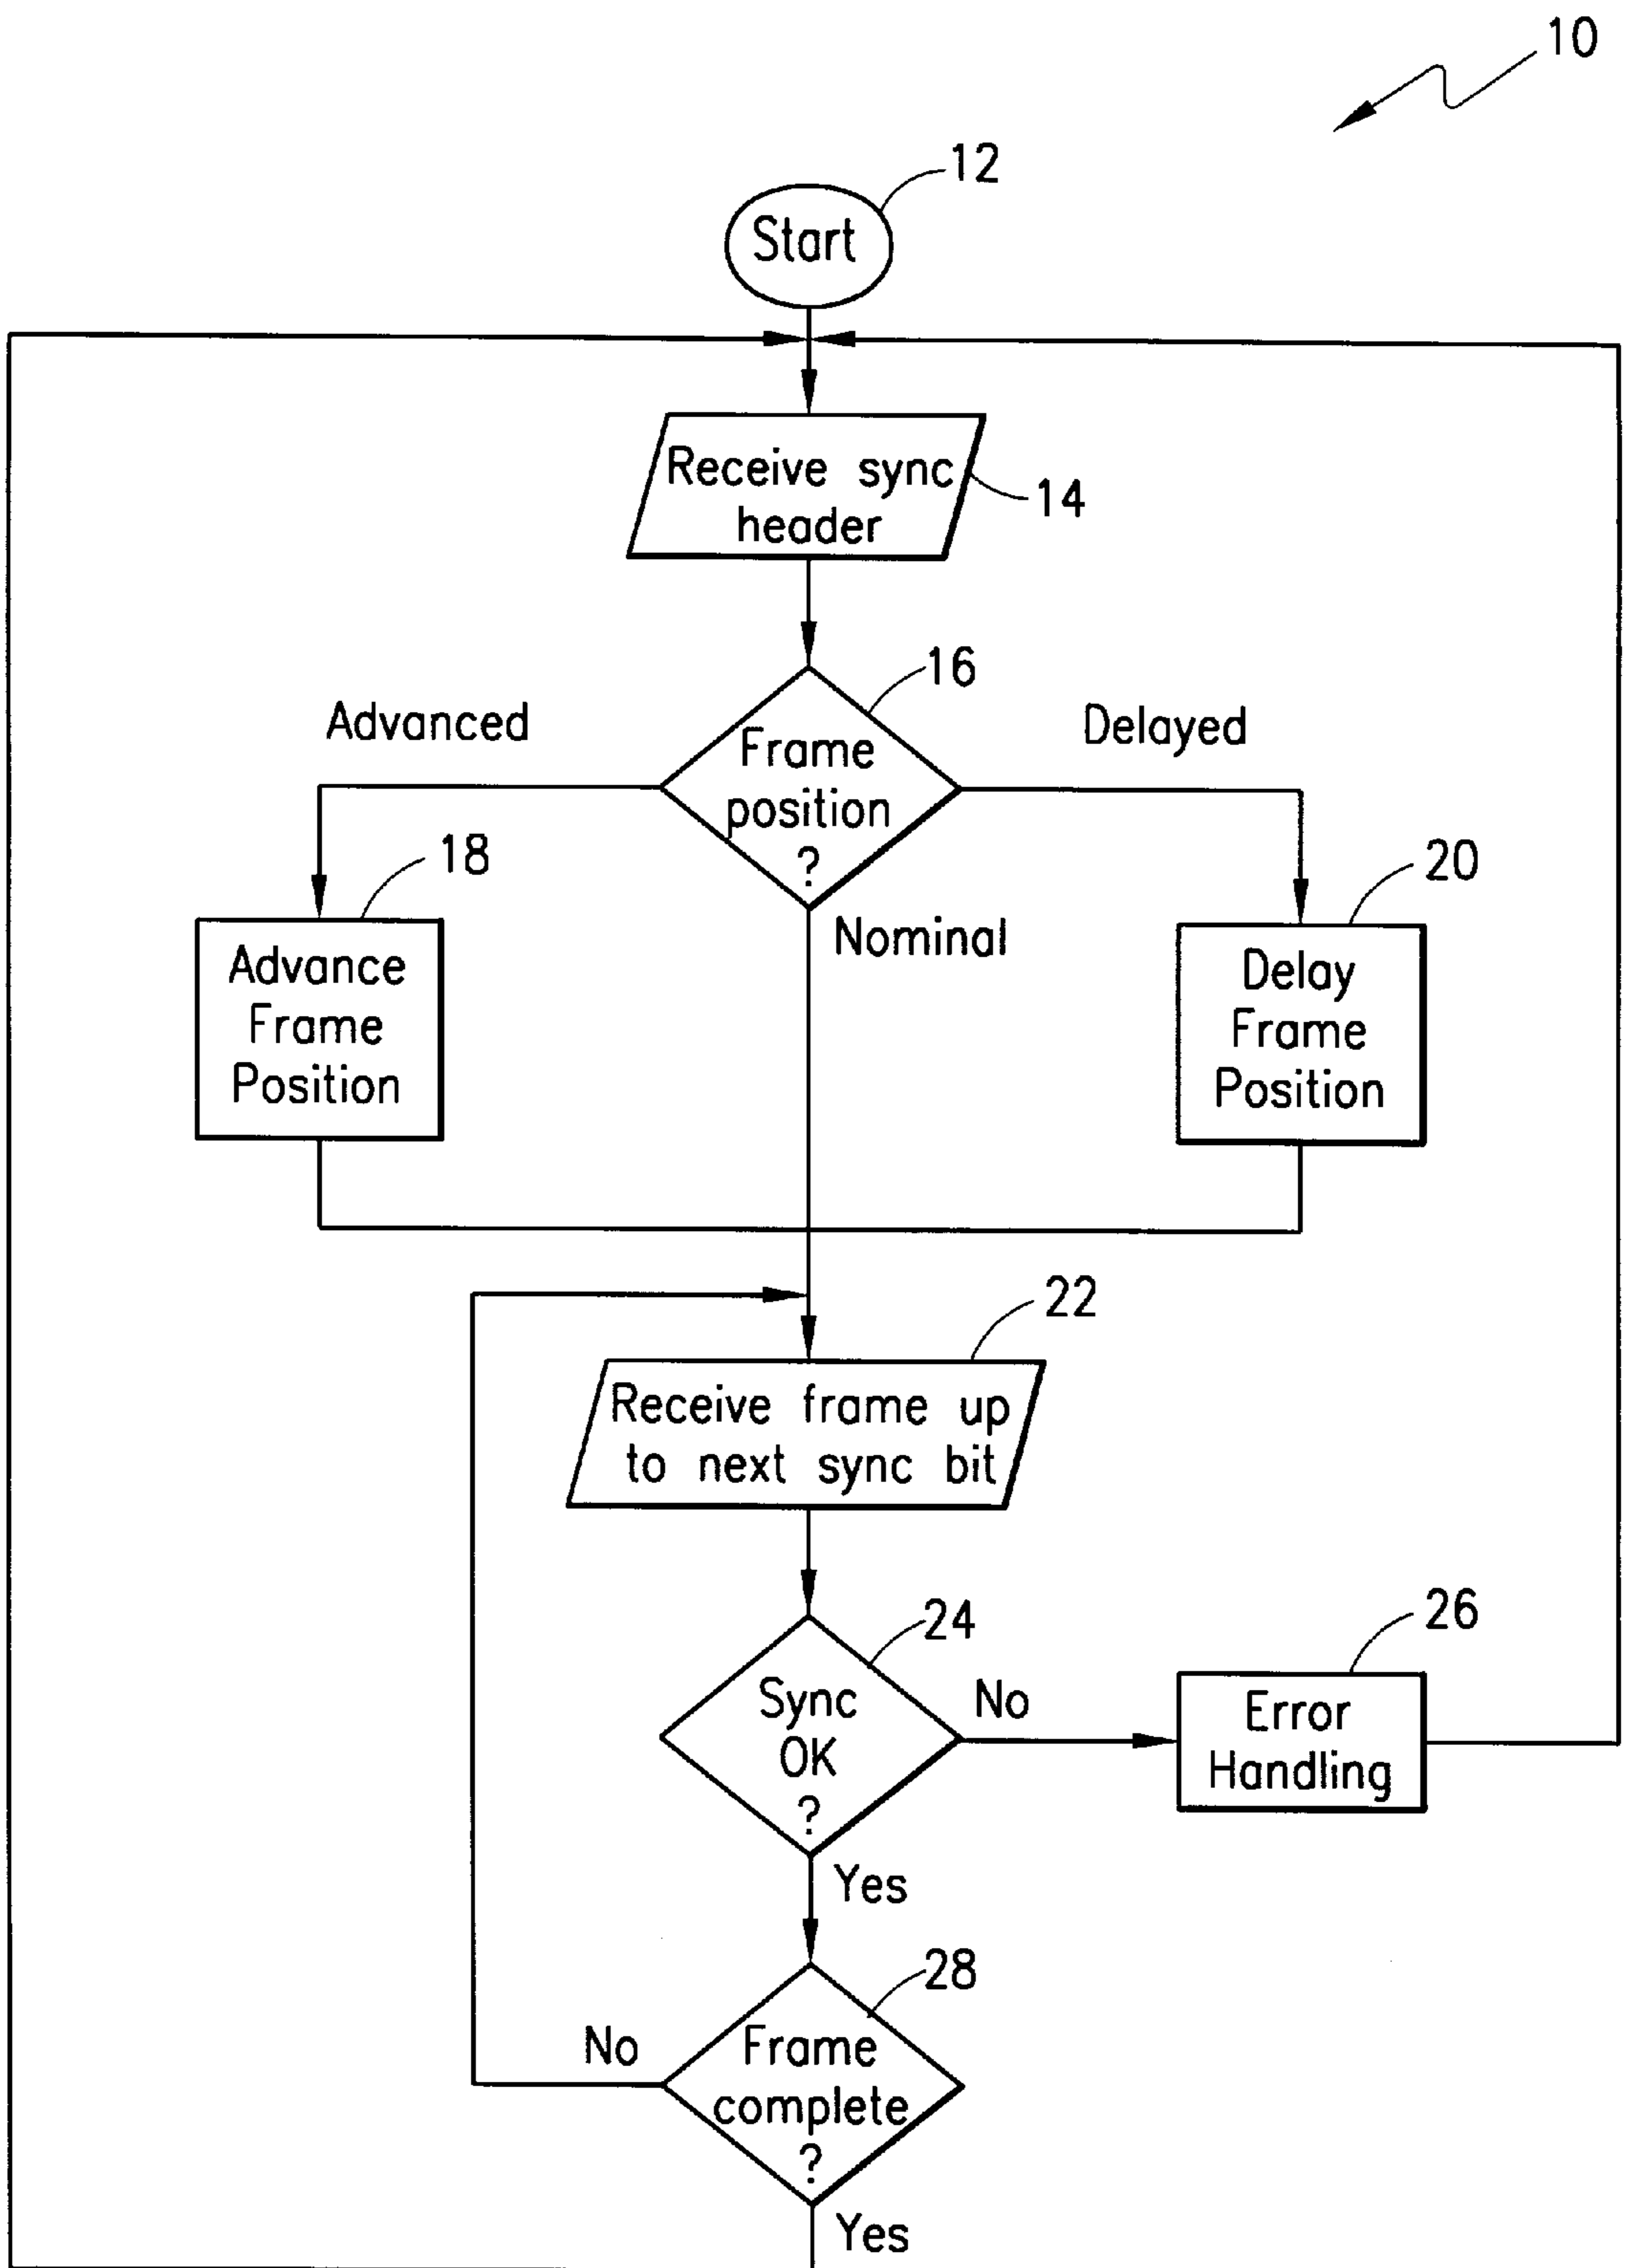 10
12
Start
Receive sync
header
14
16
Advanced
Delayed
Frame
position
?
18
20
Nominal
Advance
Frame
Position
Delay
Frame
Position
22
Receive frame up
to next sync bit
24
26
Sync
OK
?
No
Error
Handling
Yes
28
No
Frame
complete
?
Yes